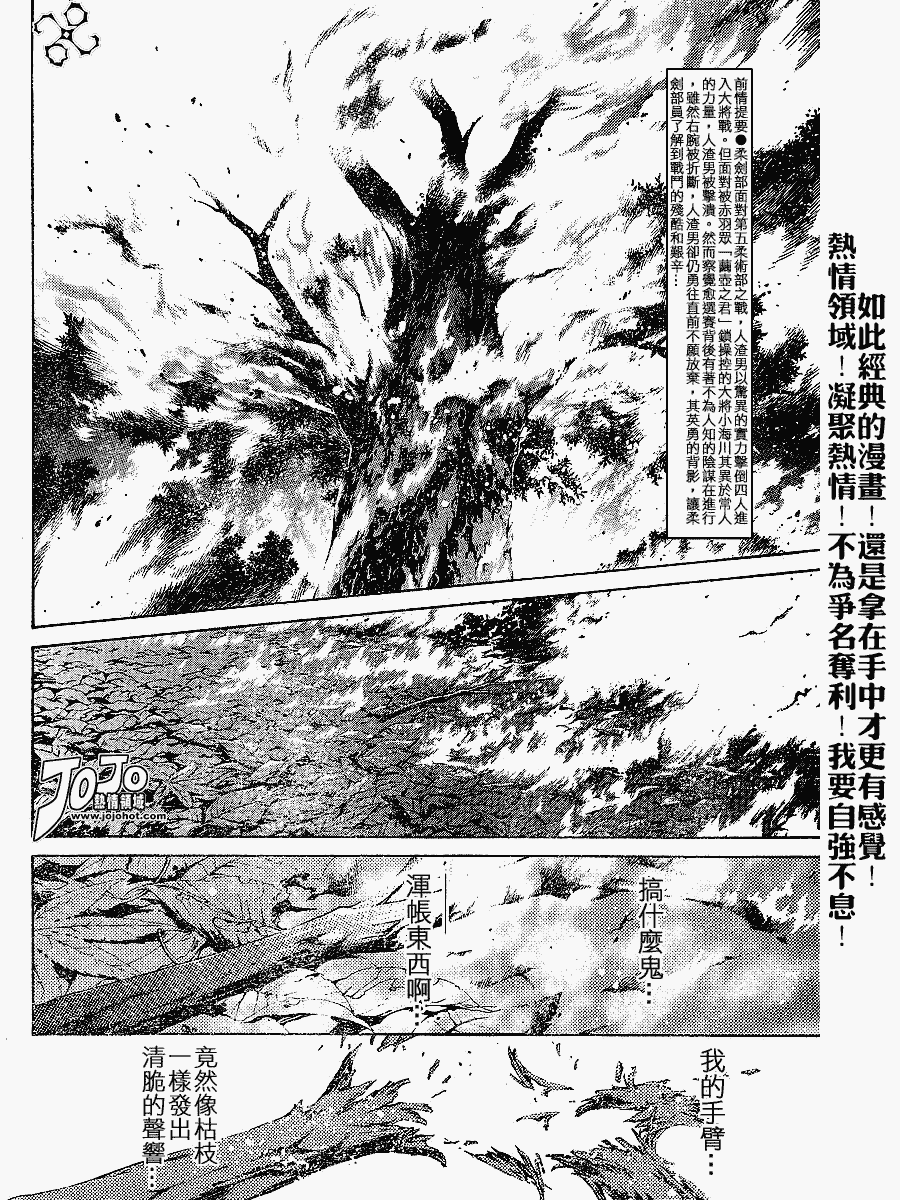 如此經典的漫畫！還是拿在手中才更有感覺！
熱情領域！凝聚熱情！不為爭名奪利！我要自強不息！
前情提要●柔劍部面對第五柔術部之戰，人渣男以驚異的實力擊倒四人進
入大將戰。但面對被赤羽眾「繭壺之君」鎖操控的大將小海川其異於常人
的力量，人渣男被擊潰。然而察覺愈選賽背後有著不為人知的陰謀在進行
，雖然右腕被折斷，人渣男卻仍勇往直前不願放棄，其英勇的背影，讓柔
劍部員了解到戰鬥的殘酷和艱辛…
JOJO
熱情領域
www.jojohot.com
搞什麼鬼…
渾帳東西啊…
我的手臂…
竟然像枯枝
一樣發出
清脆的聲響…